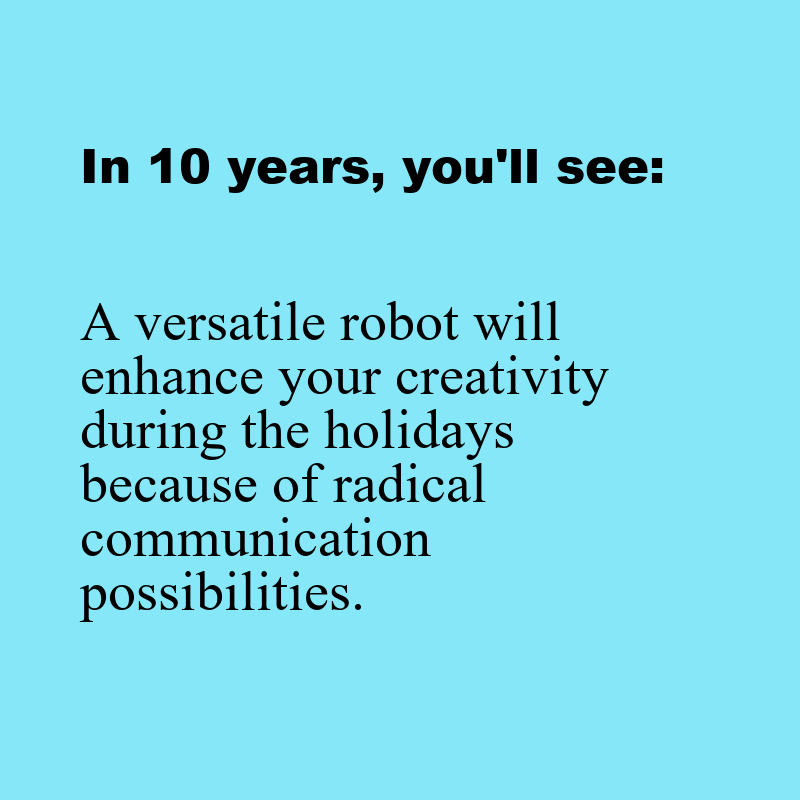 In 10 years, you'll see:
A versatile robot will
enhance your creativity
during the holidays
because of radical
communication
possibilities.